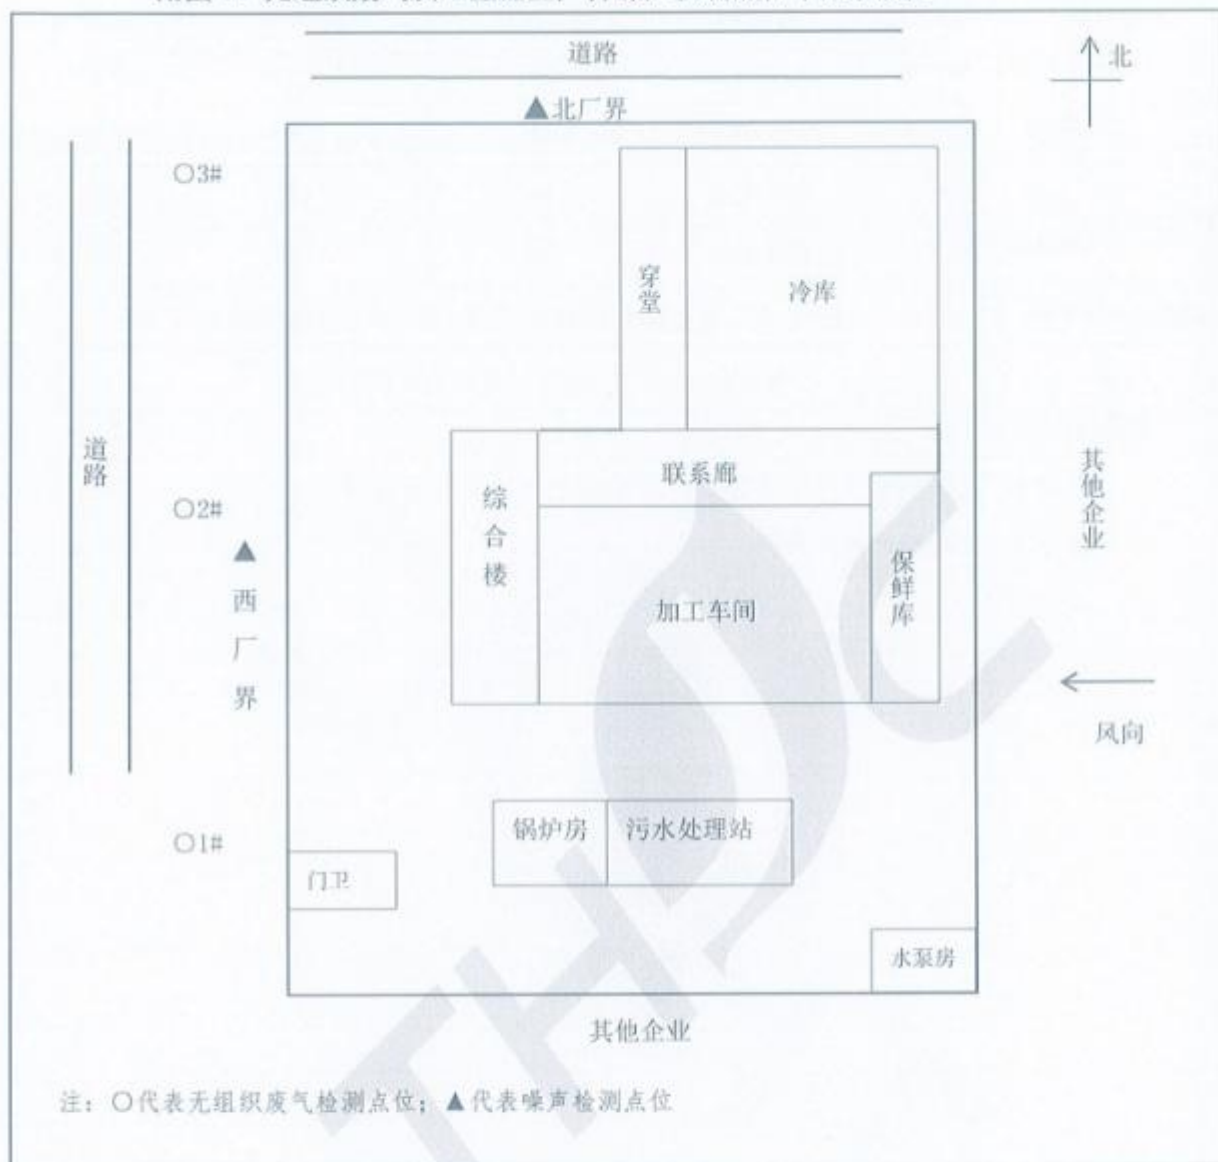 道路
北
▲北厂界
○3#
穿堂
冷库
道路
联系廊
其他企业
综合楼
○2#
▲西厂界
保鲜库
加工车间
风向
锅炉房
污水处理站
○1#
门卫
水泵房
其他企业
注：○代表无组织废气检测点位；▲代表噪声检测点位
THJC